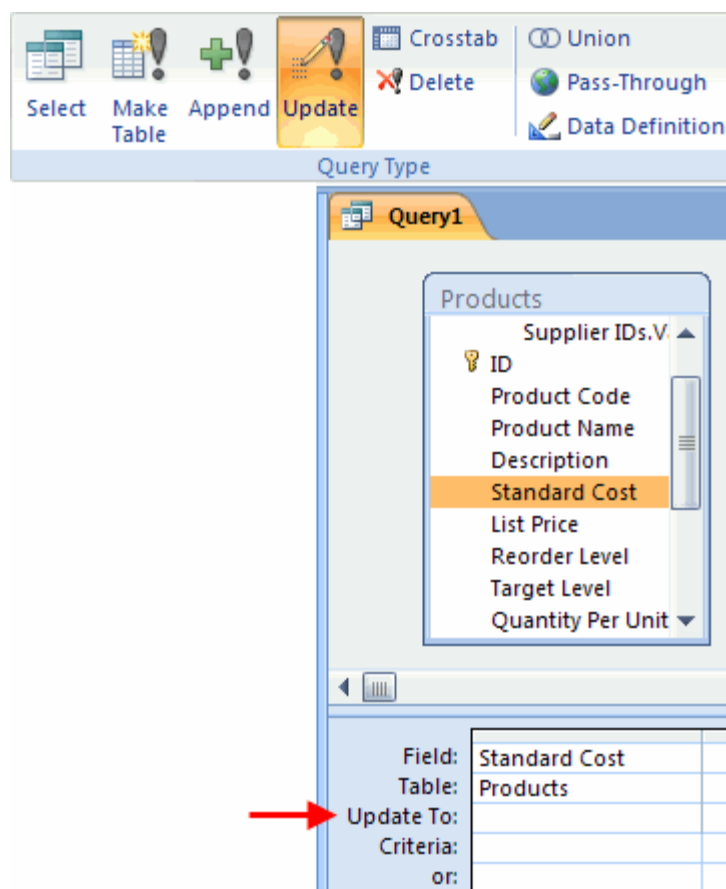 Select
Make Table
Append
Update
Crosstab
Delete
Union
Pass-Through
Data Definition
Query Type
Query1
Products
Supplier IDs.Va
ID
Product Code
Product Name
Description
Standard Cost
List Price
Reorder Level
Target Level
Quantity Per Unit
Field: Standard Cost
Table: Products
Update To:
Criteria:
or: